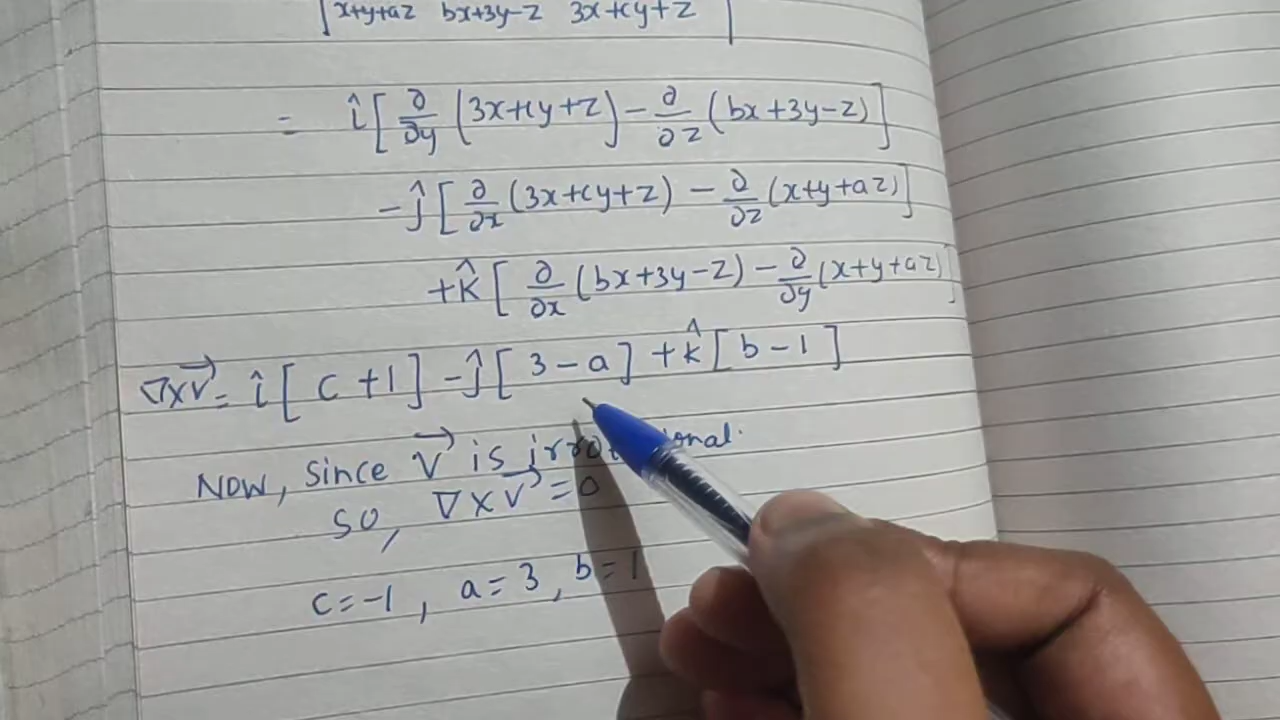 | x+y+az bx+3y-z 3x+cy+z |
= î [ ∂/∂y (3x+cy+z) - ∂/∂z (bx+3y-z) ]
-ĵ [ ∂/∂x (3x+cy+z) - ∂/∂z (x+y+az) ]
+k̂ [ ∂/∂x (bx+3y-z) - ∂/∂y (x+y+az) ]
∇×V⃗ = î [ c+1 ] -ĵ [ 3-a ] +k̂ [ b-1 ]
Now, since V⃗ is
so, ∇×V⃗ = 0
c=-1, a=3, b=1